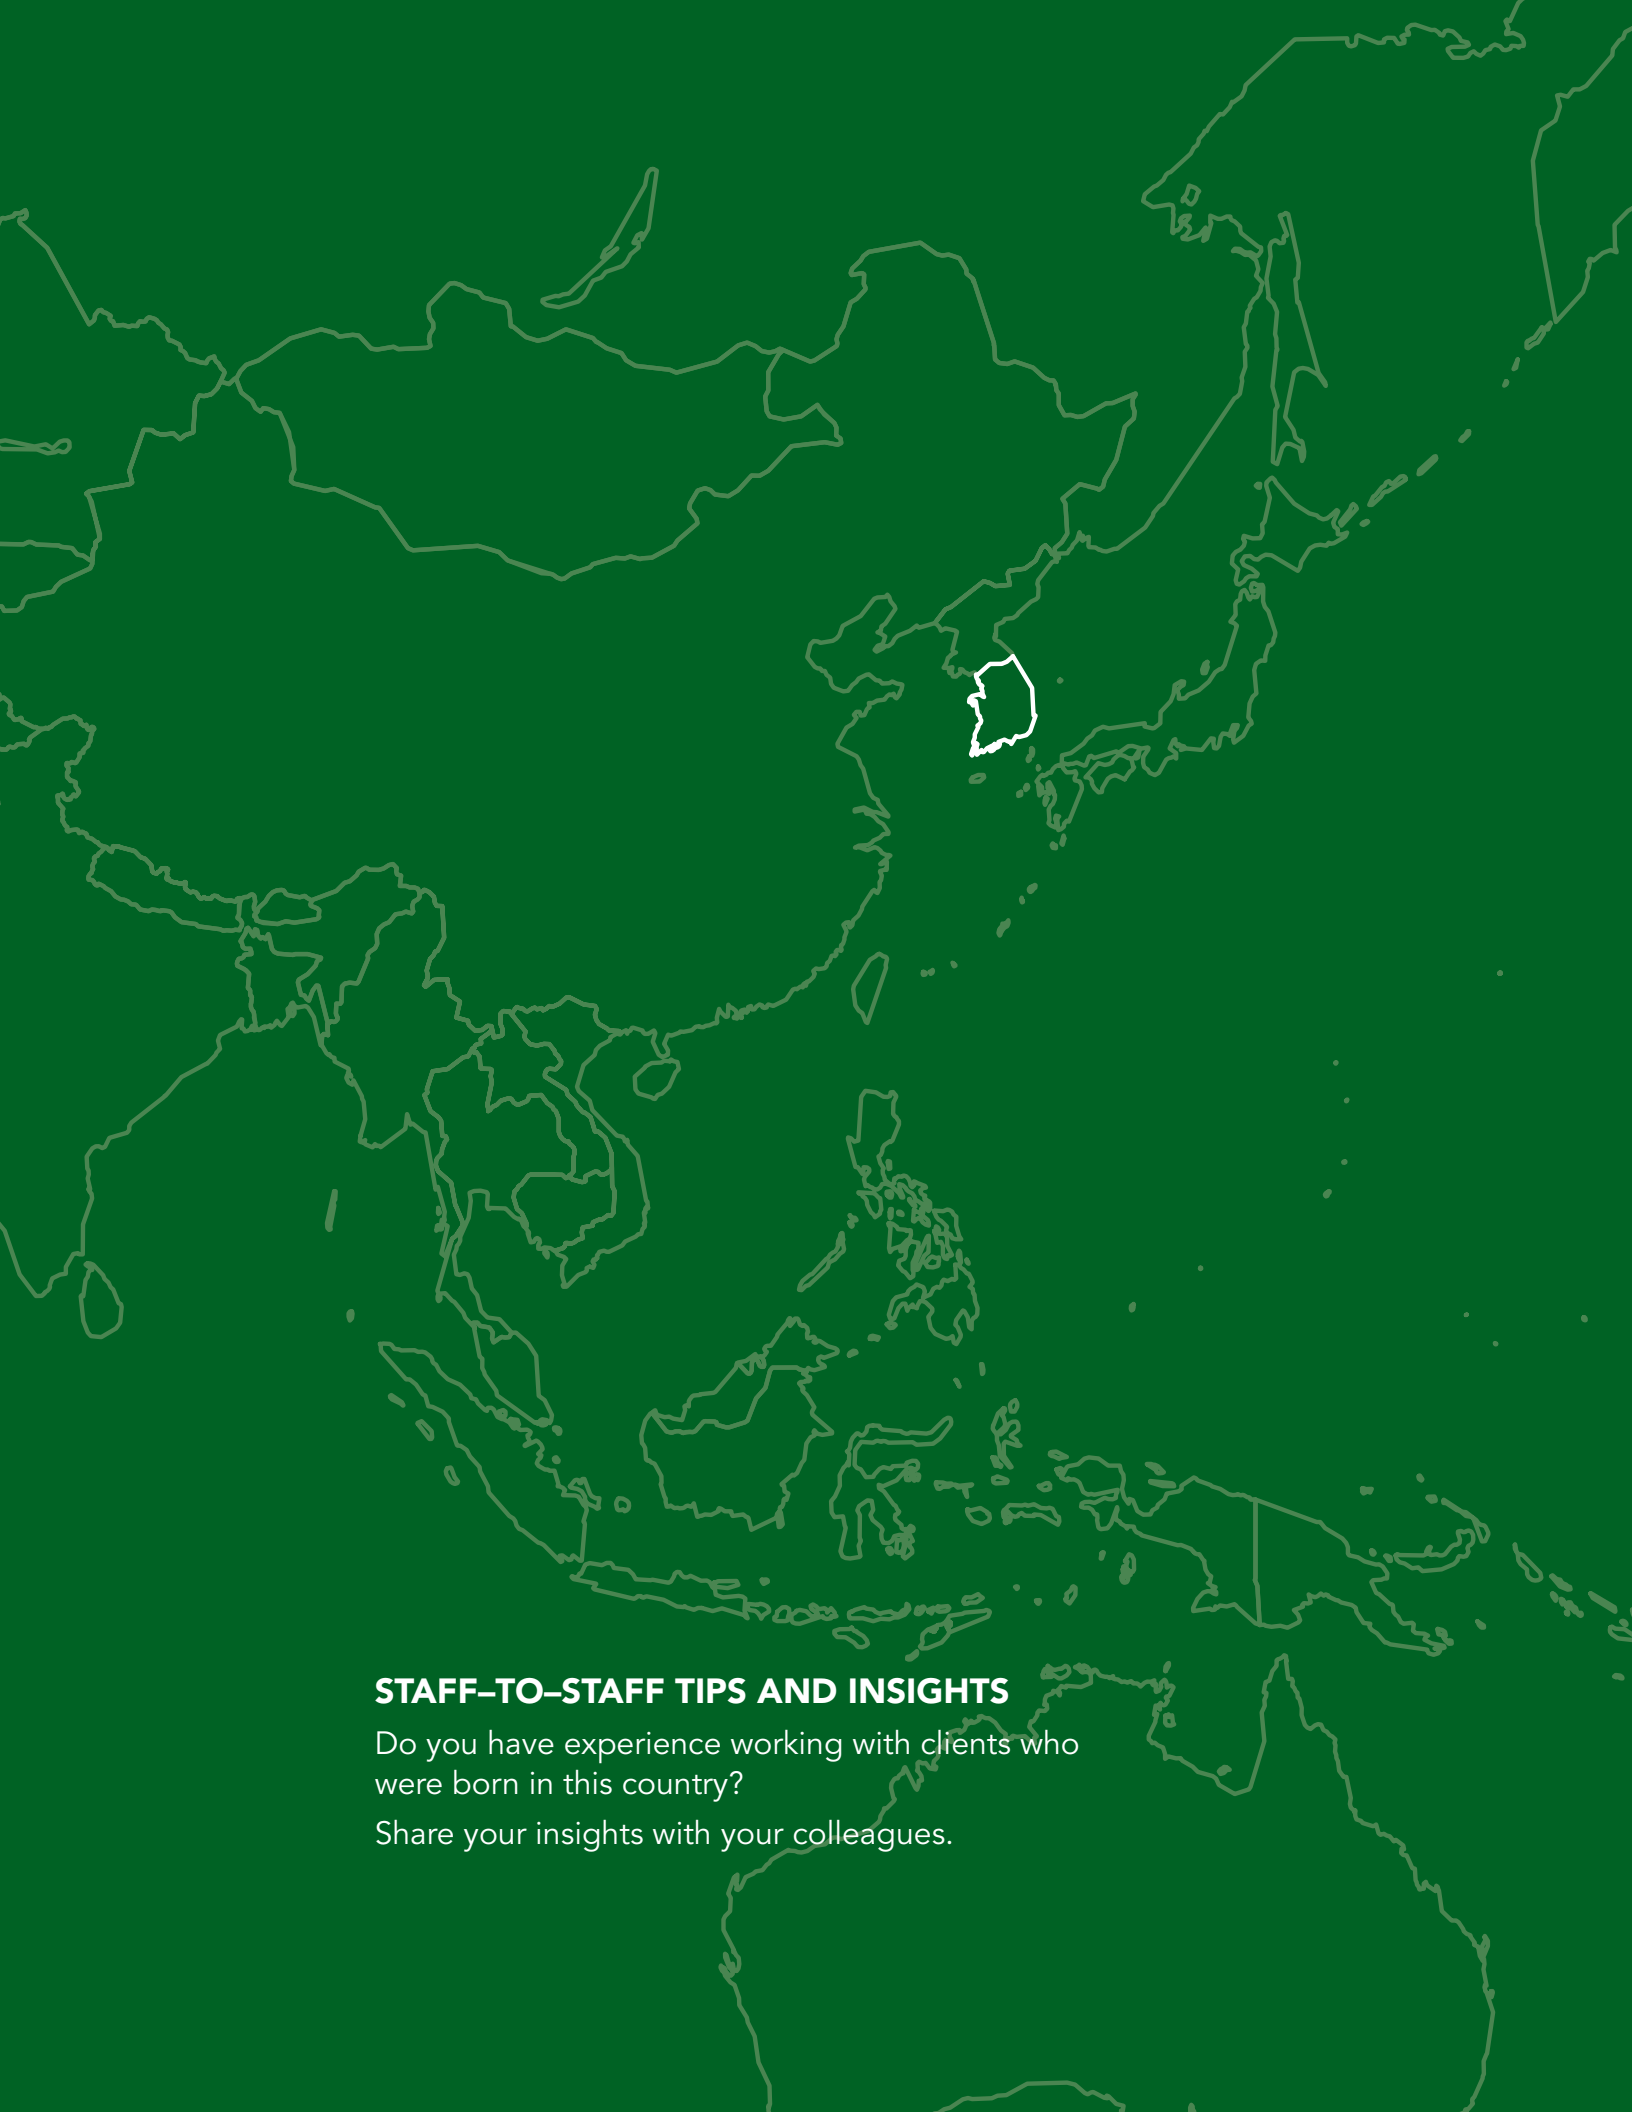 STAFF–TO–STAFF TIPS AND INSIGHTS
Do you have experience working with clients who
were born in this country?
Share your insights with your colleagues.